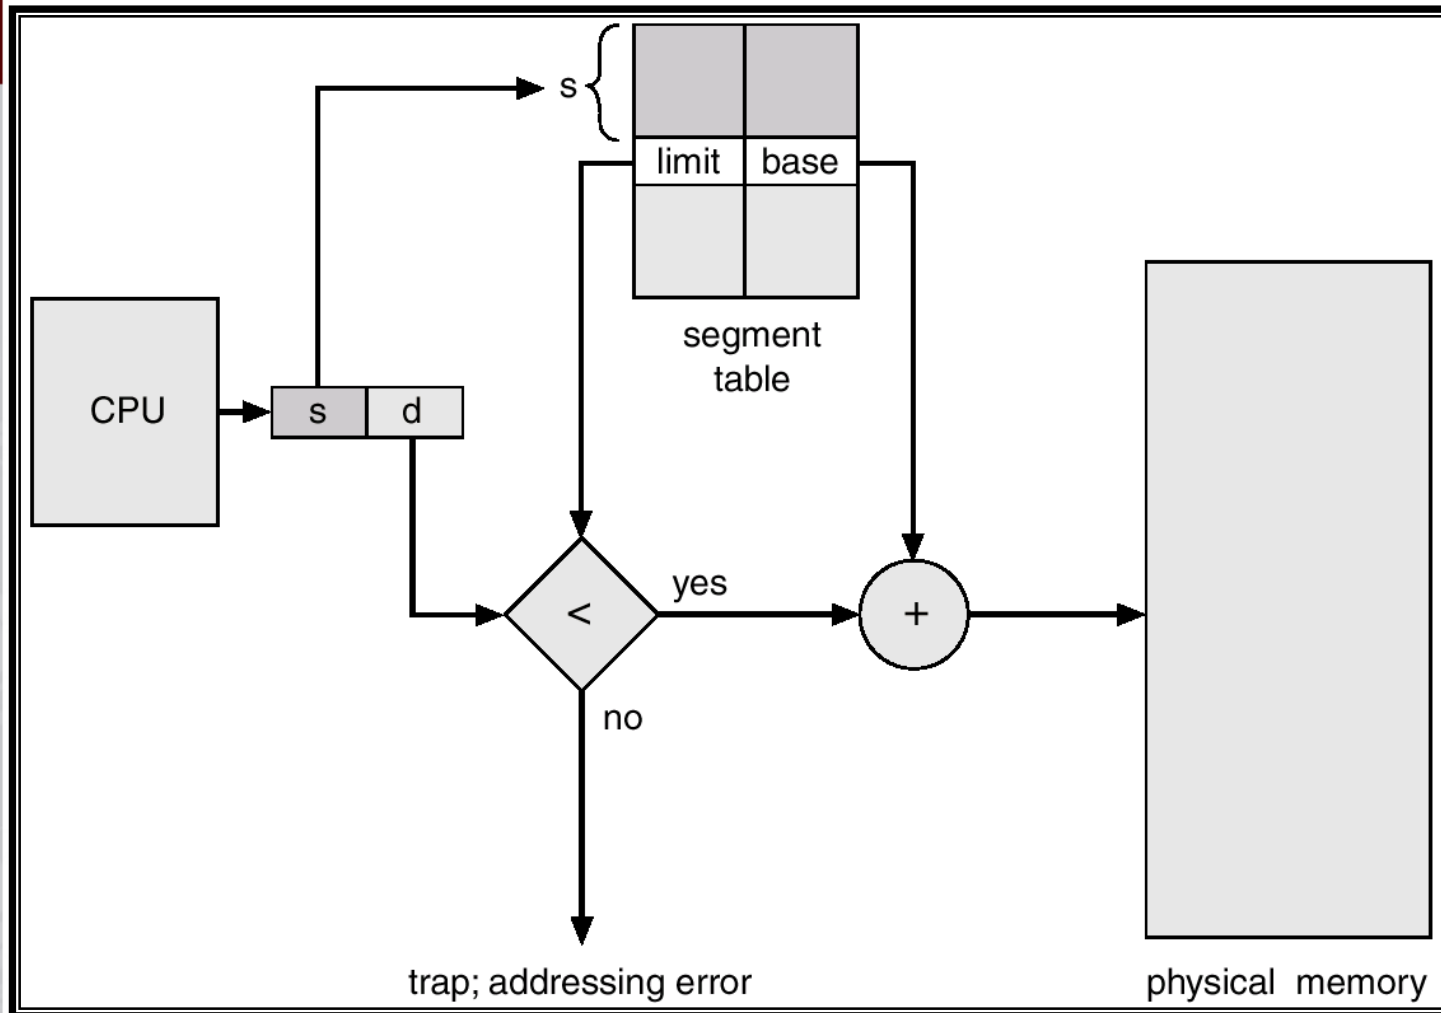 s
limit base
segment
table
CPU
s d
<
yes
+
no
trap; addressing error
physical memory